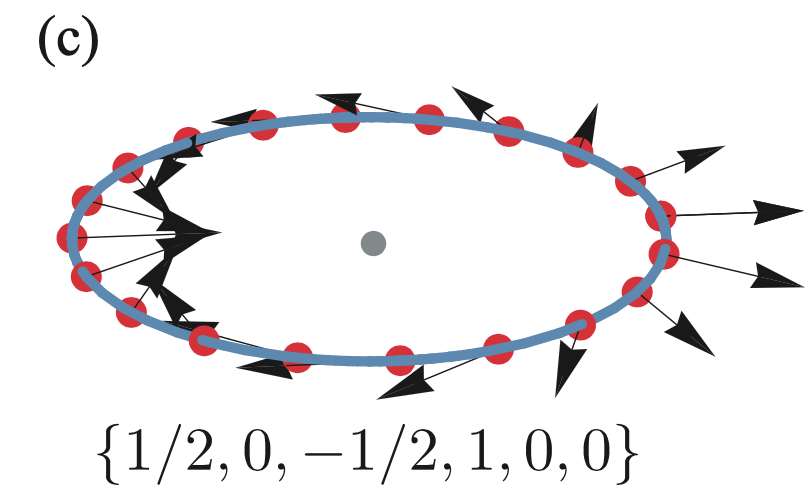 (c)
{1/2, 0, −1/2, 1, 0, 0}